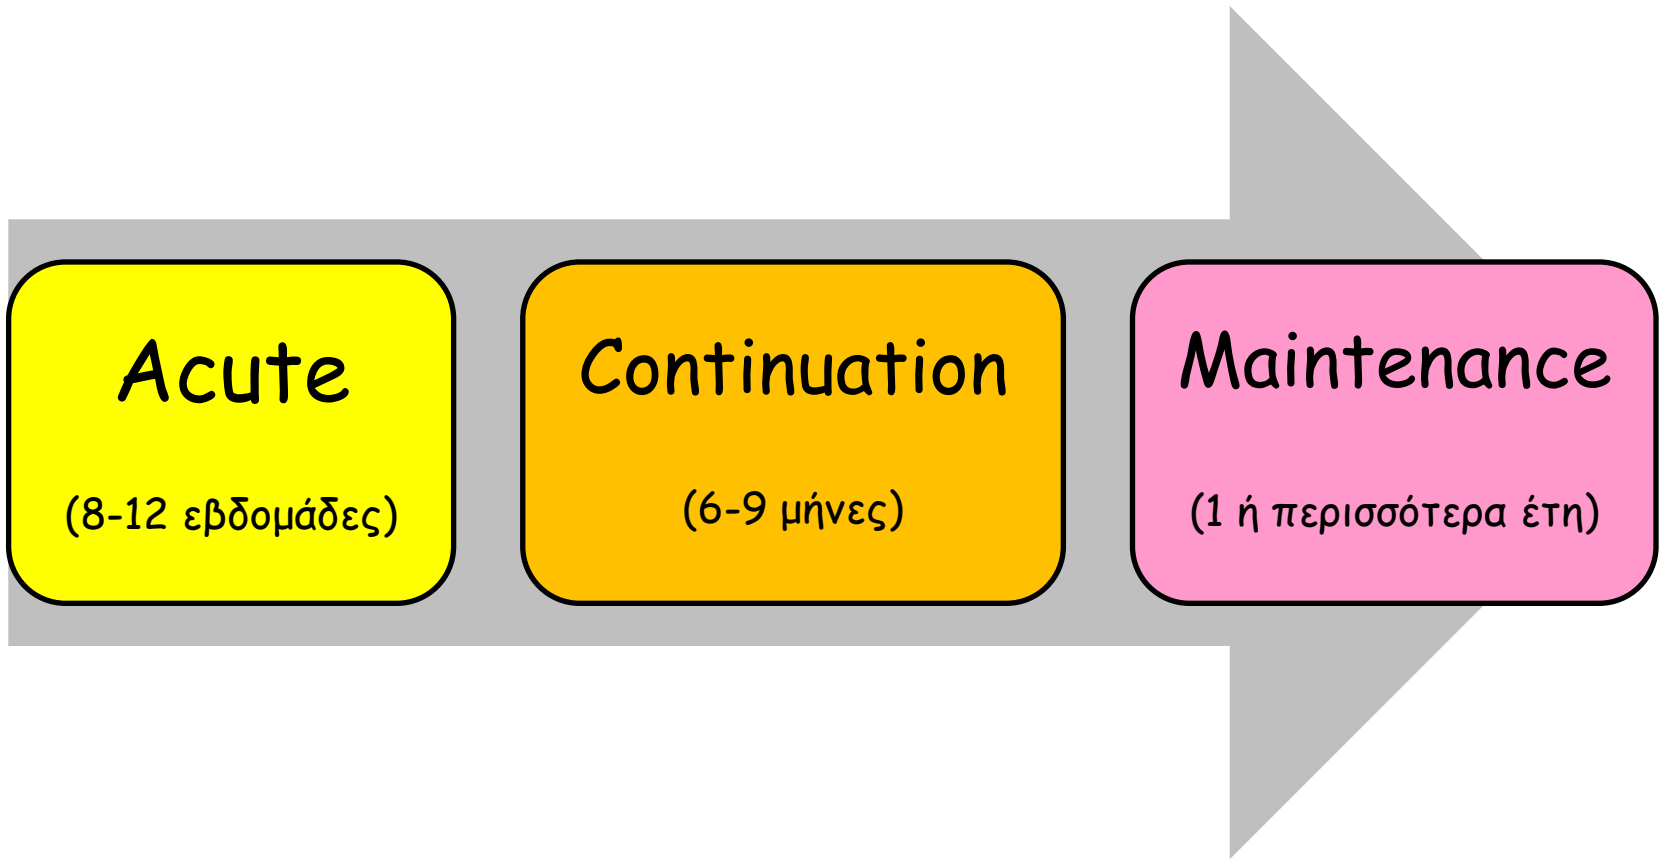 Acute
(8-12 εβδομάδες)
Continuation
(6-9 μήνες)
Maintenance
(1 ή περισσότερα έτη)